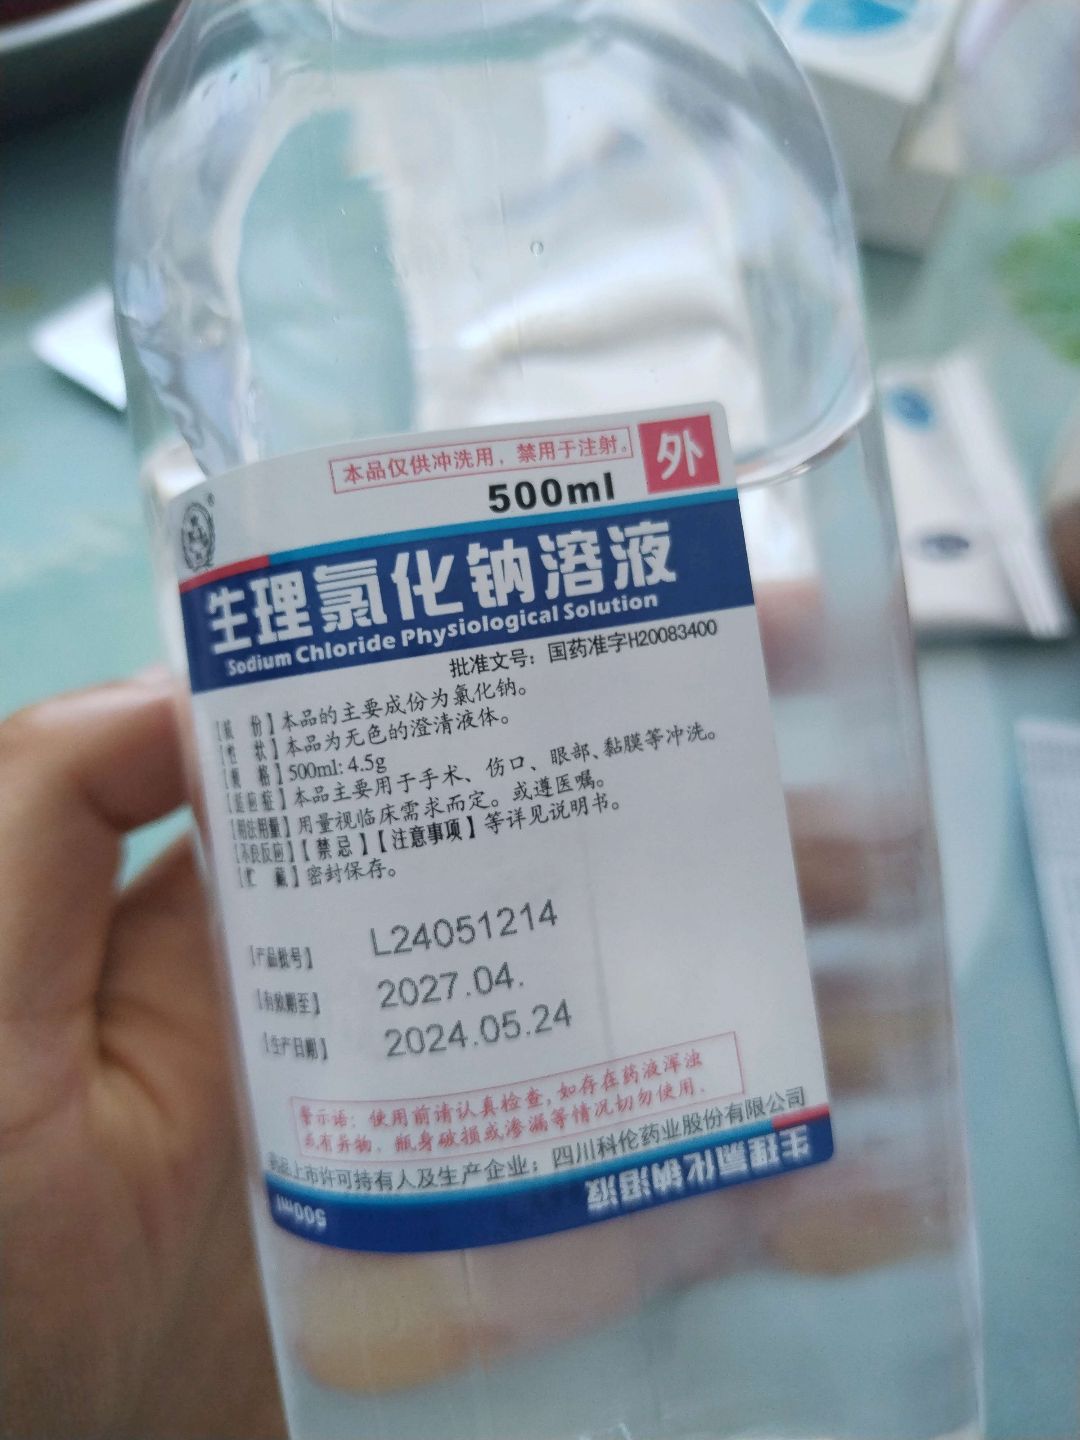 本品仅供冲洗用，禁用于注射。
外
500ml
生理氯化钠溶液
Sodium Chloride Physiological Solution
批准文号：国药准字H20083400
【成　份】本品的主要成份为氯化钠。
【性　状】本品为无色的澄清液体。
【规　格】500ml: 4.5g
【适应症】本品主要用于手术、伤口、眼部、黏膜等冲洗。
【用法用量】用量视临床需求而定。或遵医嘱。
【不良反应】【禁 忌】【注意事项】等详见说明书。
【贮　藏】密封保存。
【产品批号】 L24051214
【有效期至】 2027.04.
【生产日期】 2024.05.24
警示语：使用前请认真检查，如存在药液浑浊
或有异物，瓶身破损或渗漏等情况切勿使用.
药品上市许可持有人及生产企业：四川科伦药业股份有限公司
生理氯化钠溶液
500ml